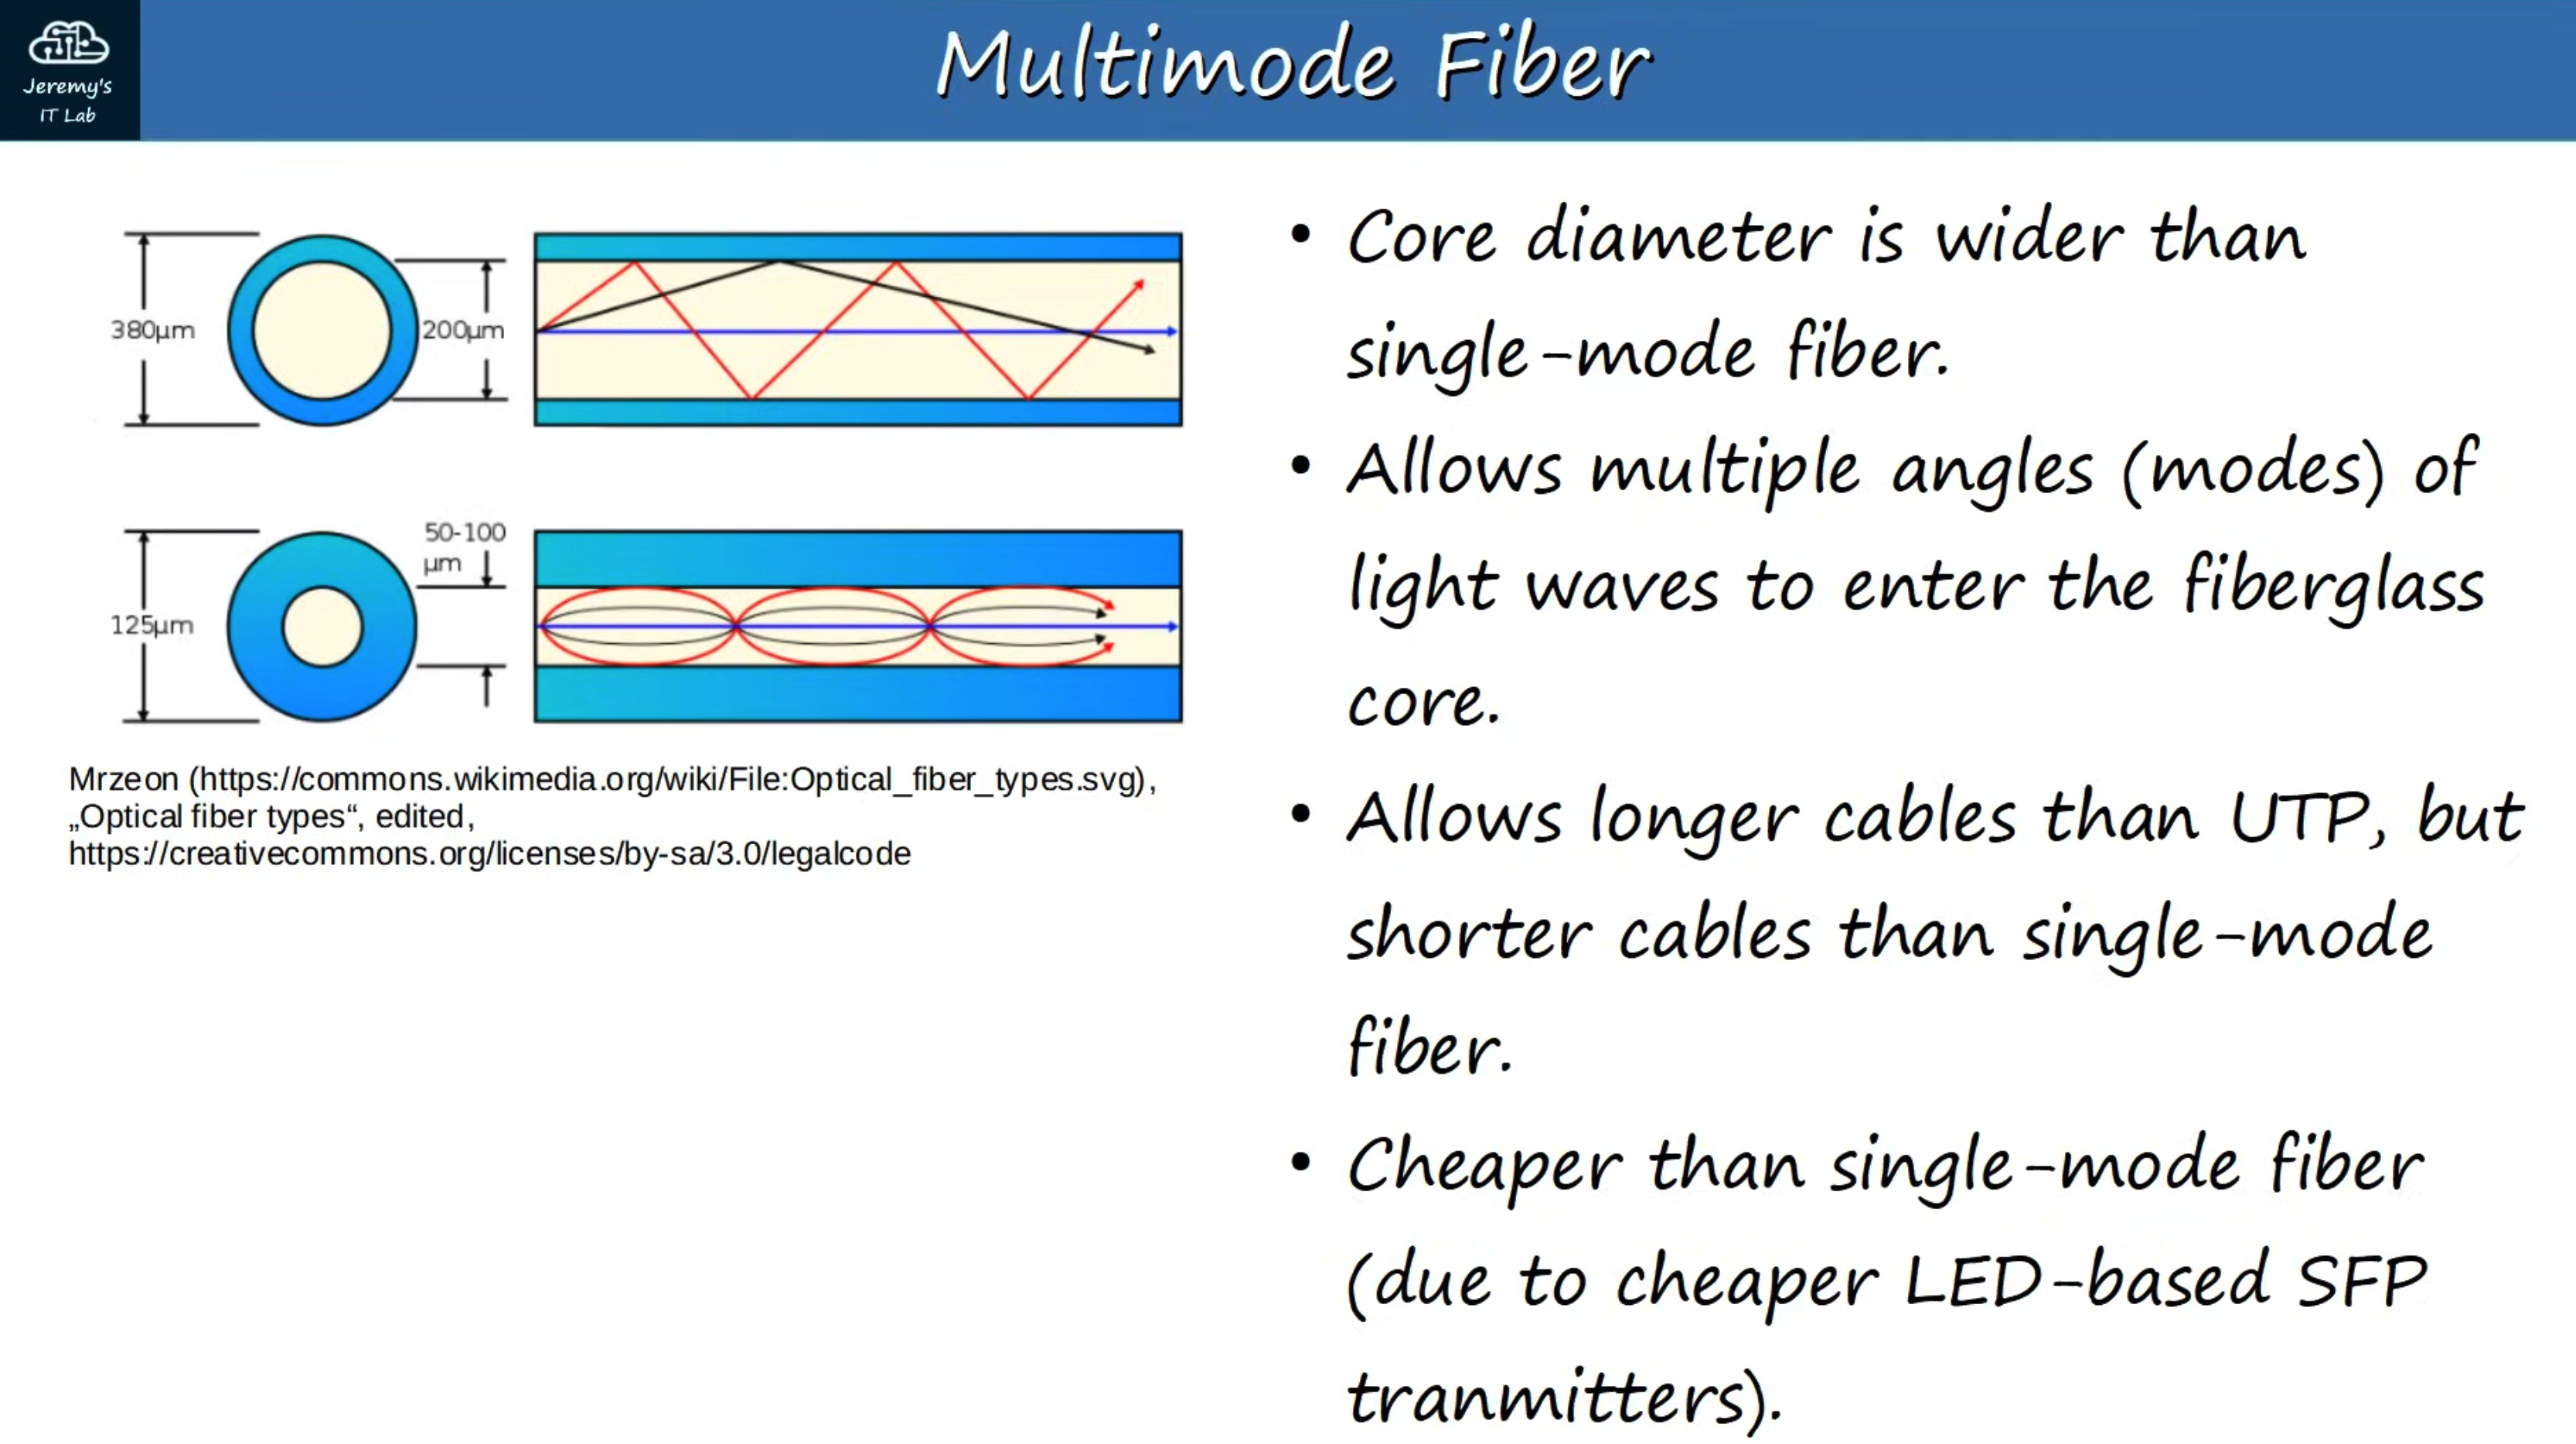 Jeremy's
IT Lab
Multimode Fiber
380µm
200µm
50-100
µm
125µm
Mrzeon (https://commons.wikimedia.org/wiki/File:Optical_fiber_types.svg),
„Optical fiber types“, edited,
https://creativecommons.org/licenses/by-sa/3.0/legalcode
• Core diameter is wider than
single-mode fiber.
• Allows multiple angles (modes) of
light waves to enter the fiberglass
core.
• Allows longer cables than UTP, but
shorter cables than single-mode
fiber.
• Cheaper than single-mode fiber
(due to cheaper LED-based SFP
tranmitters).